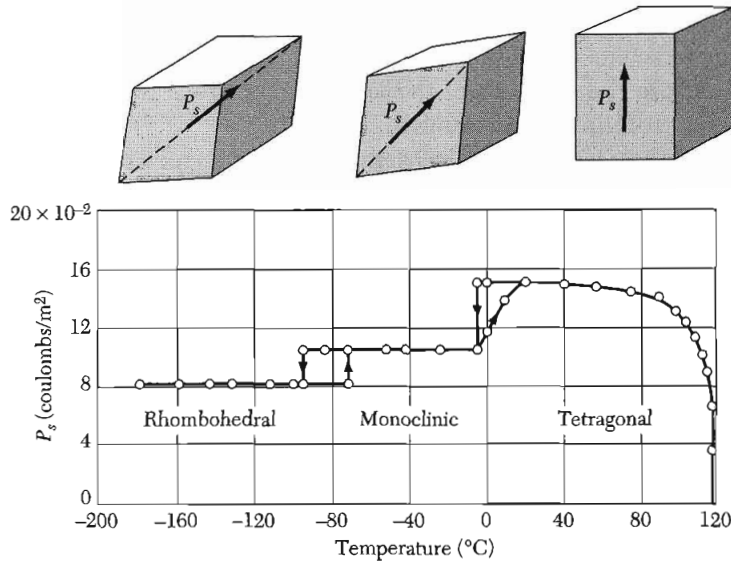 P_s
P_s
P_s
20 × 10⁻²
16
12
8
4
0
P_s (coulombs/m²)
Rhombohedral Monoclinic Tetragonal
−200 −160 −120 −80 −40 0 40 80 120
Temperature (°C)